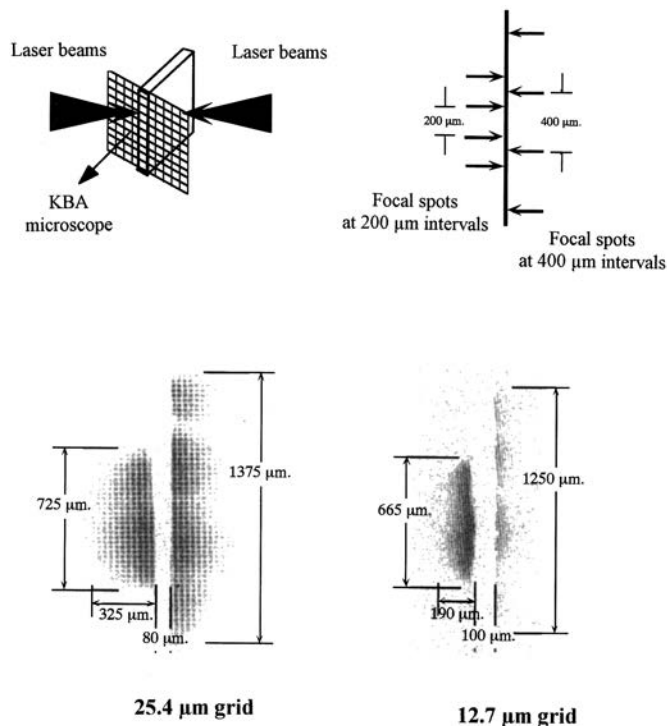 Laser beams
Laser beams
KBA
microscope
200 µm.
400 µm.
Focal spots
at 200 µm intervals
Focal spots
at 400 µm intervals
725 µm.
1375 µm.
325 µm.
80 µm.
25.4 µm grid
665 µm.
1250 µm.
190 µm.
100 µm.
12.7 µm grid